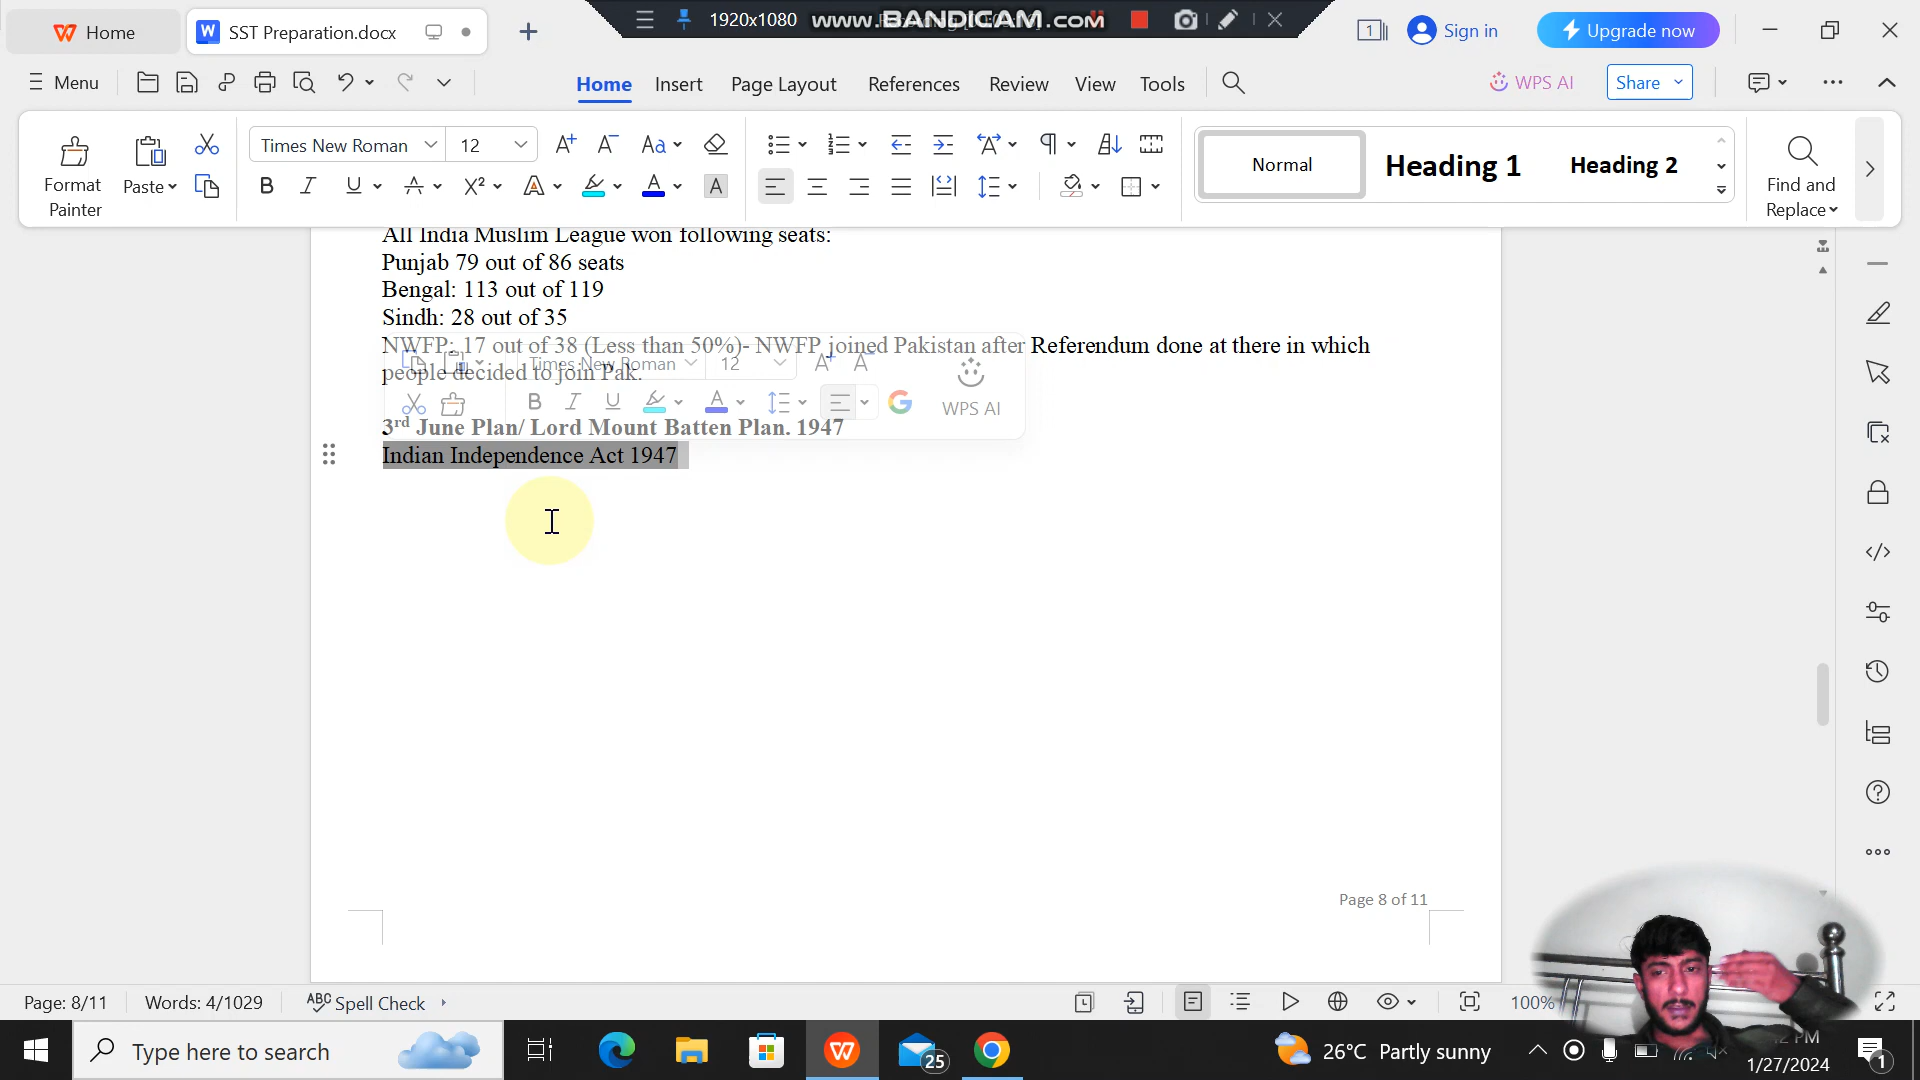 Home
SST Preparation.docx
1920x1080
www.BANDICAM.com
1
Sign in
Upgrade now
Menu
Home
Insert
Page Layout
References
Review
View
Tools
WPS AI
Share
Format Painter
Paste
Times New Roman
12
Normal
Heading 1
Heading 2
Find and Replace
All India Muslim League won following seats:
Punjab 79 out of 86 seats
Bengal: 113 out of 119
Sindh: 28 out of 35
NWFP: 17 out of 38 (Less than 50%)- NWFP joined Pakistan after Referendum done at there in which
people decided to join Pak.
Times New Roman
12
WPS AI
3rd June Plan/ Lord Mount Batten Plan. 1947
Indian Independence Act 1947
Page 8 of 11
Page: 8/11
Words: 4/1029
ABC Spell Check
100%
Type here to search
25
26°C Partly sunny
PM
1/27/2024
1